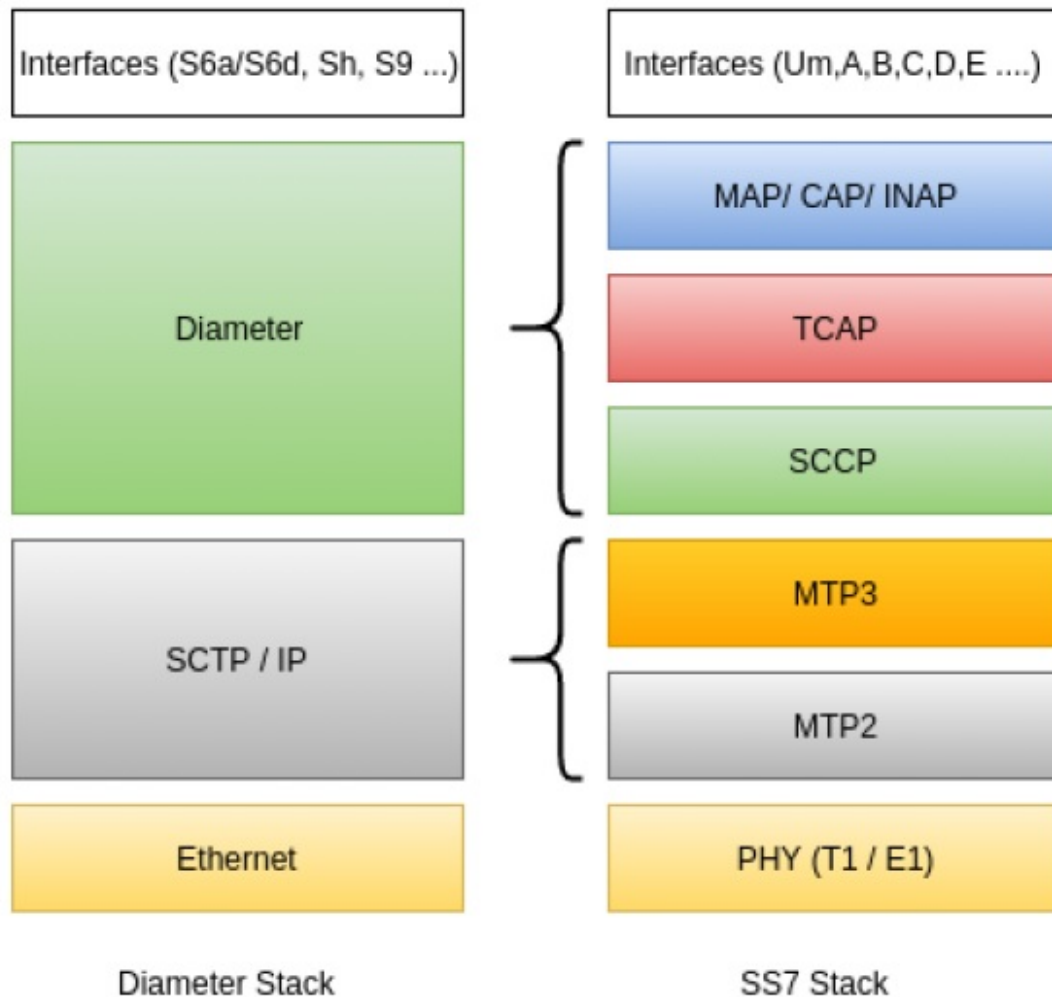 Interfaces (S6a/S6d, Sh, S9 ...)
Interfaces (Um,A,B,C,D,E ....)
Diameter
MAP/ CAP/ INAP
TCAP
SCCP
SCTP / IP
MTP3
MTP2
Ethernet
PHY (T1 / E1)
Diameter Stack
SS7 Stack